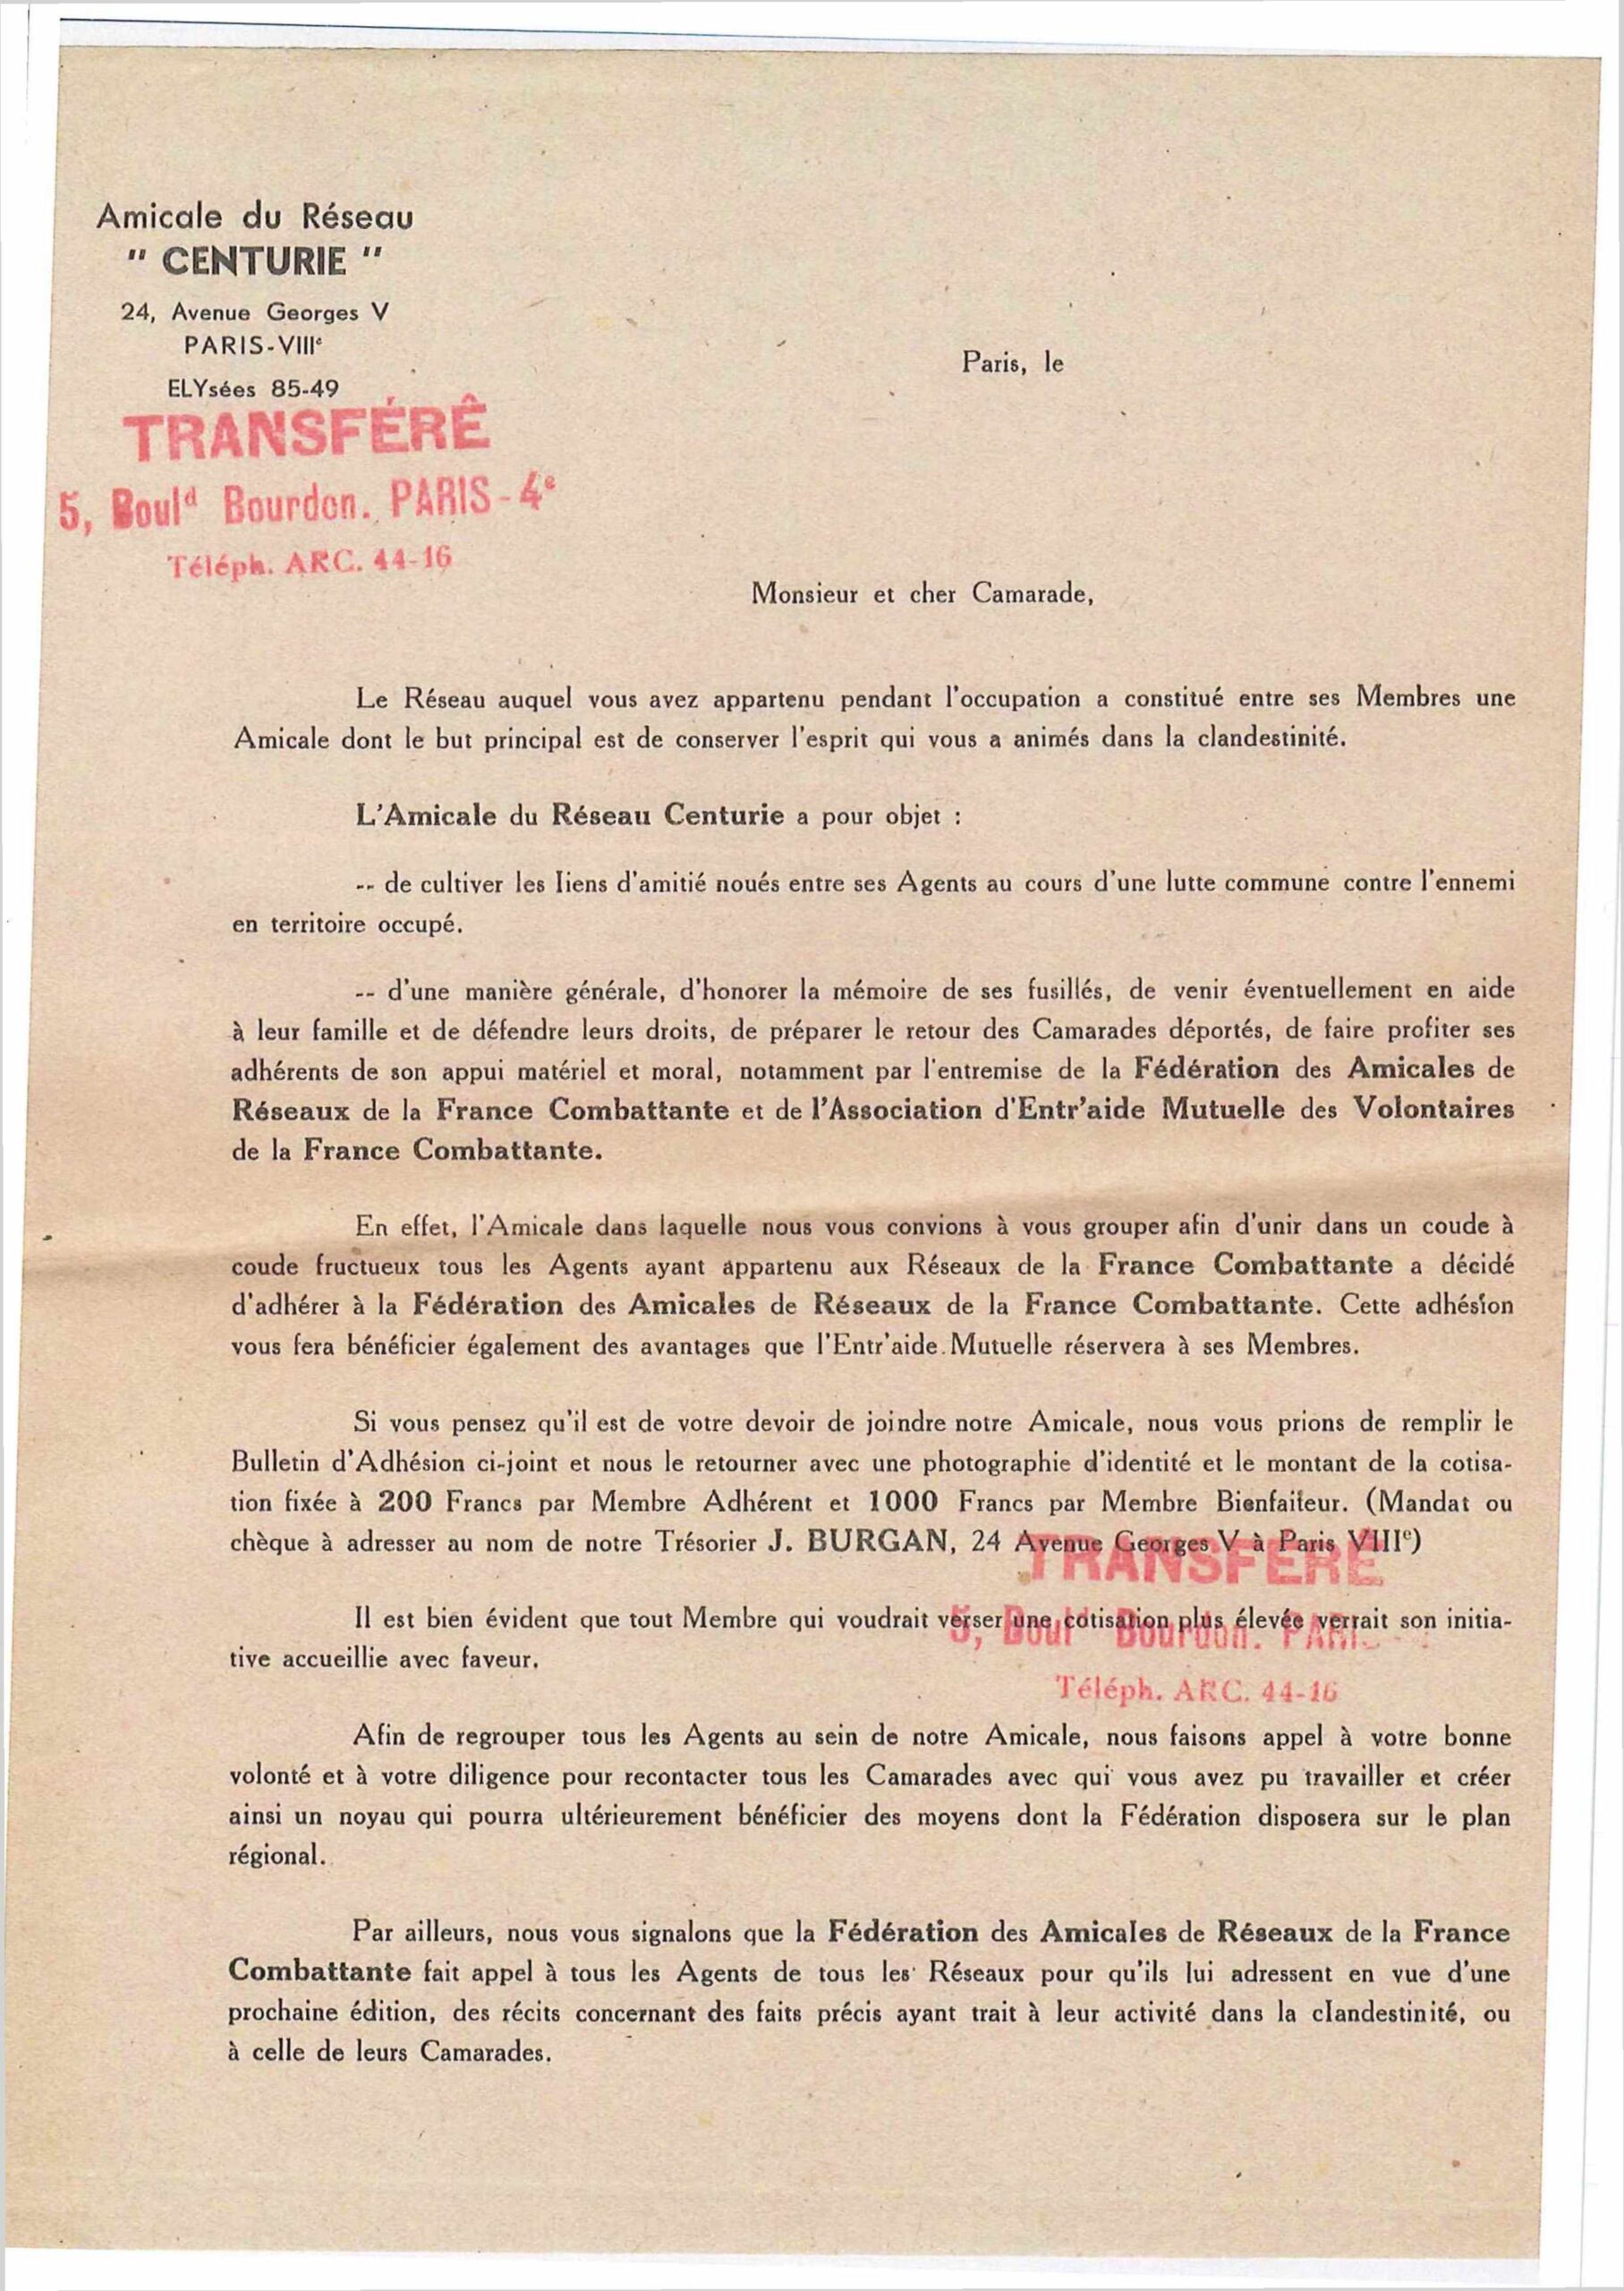 Amicale du Réseau
" CENTURIE "
24, Avenue Georges V
PARIS-VIIIe
ELYsées 85-49
TRANSFÉRÊ
5, Bould Bourdon. PARIS-4e
Téléph. ARC. 44-16
Paris, le
Monsieur et cher Camarade,
Le Réseau auquel vous avez appartenu pendant l'occupation a constitué entre ses Membres une
Amicale dont le but principal est de conserver l'esprit qui vous a animés dans la clandestinité.
L'Amicale du Réseau Centurie a pour objet :
-- de cultiver les liens d'amitié noués entre ses Agents au cours d'une lutte commune contre l'ennemi
en territoire occupé.
-- d'une manière générale, d'honorer la mémoire de ses fusillés, de venir éventuellement en aide
à leur famille et de défendre leurs droits, de préparer le retour des Camarades déportés, de faire profiter ses
adhérents de son appui matériel et moral, notamment par l'entremise de la Fédération des Amicales de
Réseaux de la France Combattante et de l'Association d'Entr'aide Mutuelle des Volontaires
de la France Combattante.
En effet, l'Amicale dans laquelle nous vous convions à vous grouper afin d'unir dans un coude à
coude fructueux tous les Agents ayant appartenu aux Réseaux de la France Combattante a décidé
d'adhérer à la Fédération des Amicales de Réseaux de la France Combattante. Cette adhésion
vous fera bénéficier également des avantages que l'Entr'aide Mutuelle réservera à ses Membres.
Si vous pensez qu'il est de votre devoir de joindre notre Amicale, nous vous prions de remplir le
Bulletin d'Adhésion ci-joint et nous le retourner avec une photographie d'identité et le montant de la cotisa-
tion fixée à 200 Francs par Membre Adhérent et 1000 Francs par Membre Bienfaiteur. (Mandat ou
chèque à adresser au nom de notre Trésorier J. BURGAN, 24 Avenue Georges V à Paris VIIIe)
TRANSFÉRÊ
Il est bien évident que tout Membre qui voudrait verser une cotisation plus élevée verrait son initia-
5, Bould Bourdon.
tive accueillie avec faveur.
Téléph. ARC. 44-16
Afin de regrouper tous les Agents au sein de notre Amicale, nous faisons appel à votre bonne
volonté et à votre diligence pour recontacter tous les Camarades avec qui vous avez pu travailler et créer
ainsi un noyau qui pourra ultérieurement bénéficier des moyens dont la Fédération disposera sur le plan
régional.
Par ailleurs, nous vous signalons que la Fédération des Amicales de Réseaux de la France
Combattante fait appel à tous les Agents de tous les Réseaux pour qu'ils lui adressent en vue d'une
prochaine édition, des récits concernant des faits précis ayant trait à leur activité dans la clandestinité, ou
à celle de leurs Camarades.